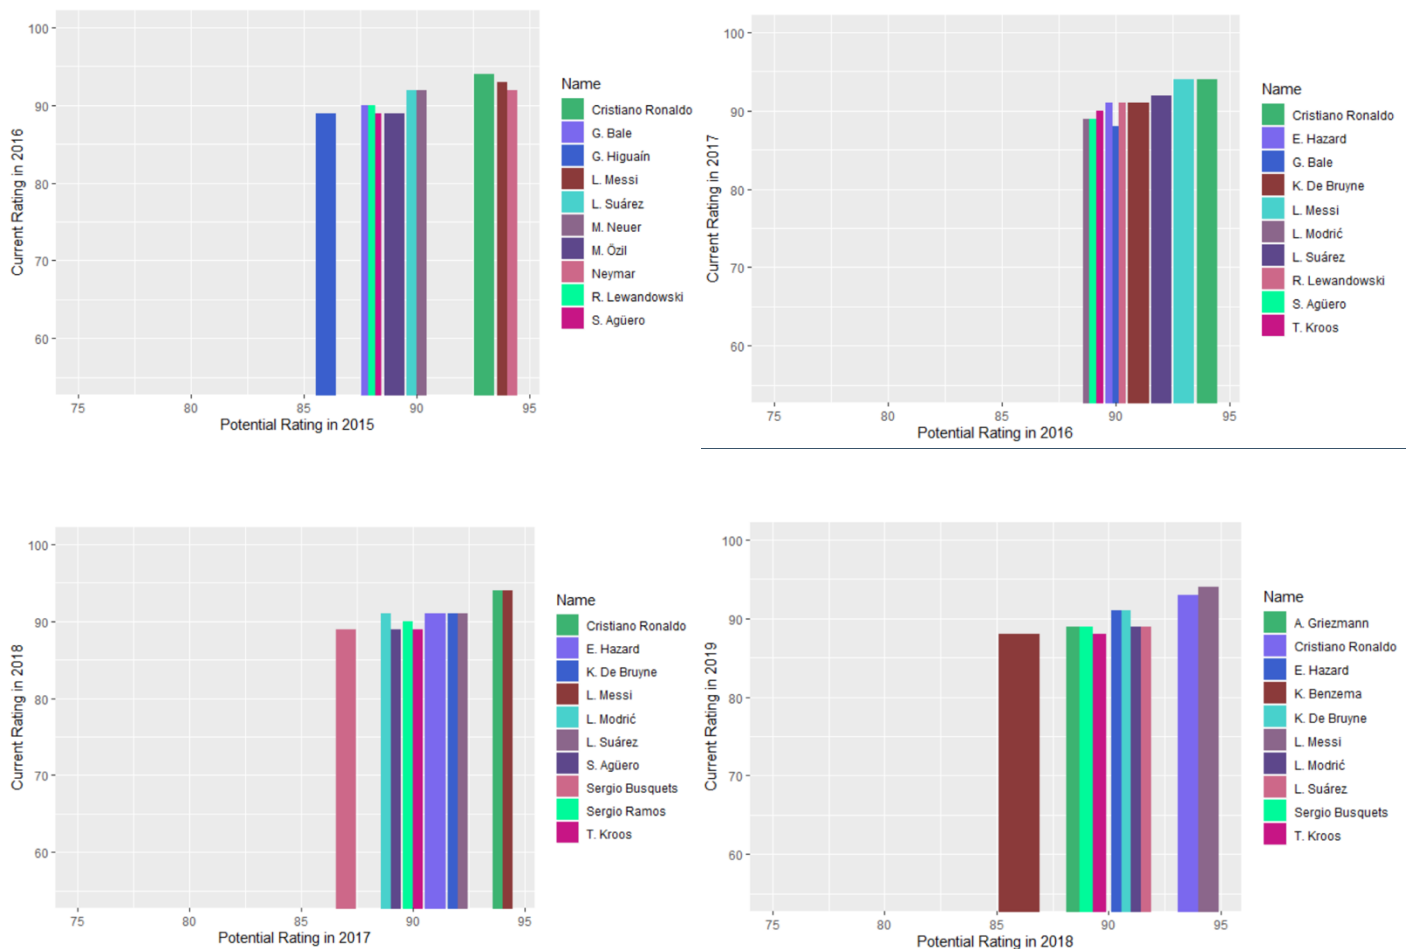 100
90
80
70
60
Current Rating in 2016
75
80
85
90
95
Potential Rating in 2015
Name
Cristiano Ronaldo
G. Bale
G. Higuaín
L. Messi
L. Suárez
M. Neuer
M. Özil
Neymar
R. Lewandowski
S. Agüero
100
90
80
70
60
Current Rating in 2017
75
80
85
90
95
Potential Rating in 2016
Name
Cristiano Ronaldo
E. Hazard
G. Bale
K. De Bruyne
L. Messi
L. Modrić
L. Suárez
R. Lewandowski
S. Agüero
T. Kroos
100
90
80
70
60
Current Rating in 2018
75
80
85
90
95
Potential Rating in 2017
Name
Cristiano Ronaldo
E. Hazard
K. De Bruyne
L. Messi
L. Modrić
L. Suárez
S. Agüero
Sergio Busquets
Sergio Ramos
T. Kroos
100
90
80
70
60
Current Rating in 2019
75
80
85
90
95
Potential Rating in 2018
Name
A. Griezmann
Cristiano Ronaldo
E. Hazard
K. Benzema
K. De Bruyne
L. Messi
L. Modrić
L. Suárez
Sergio Busquets
T. Kroos